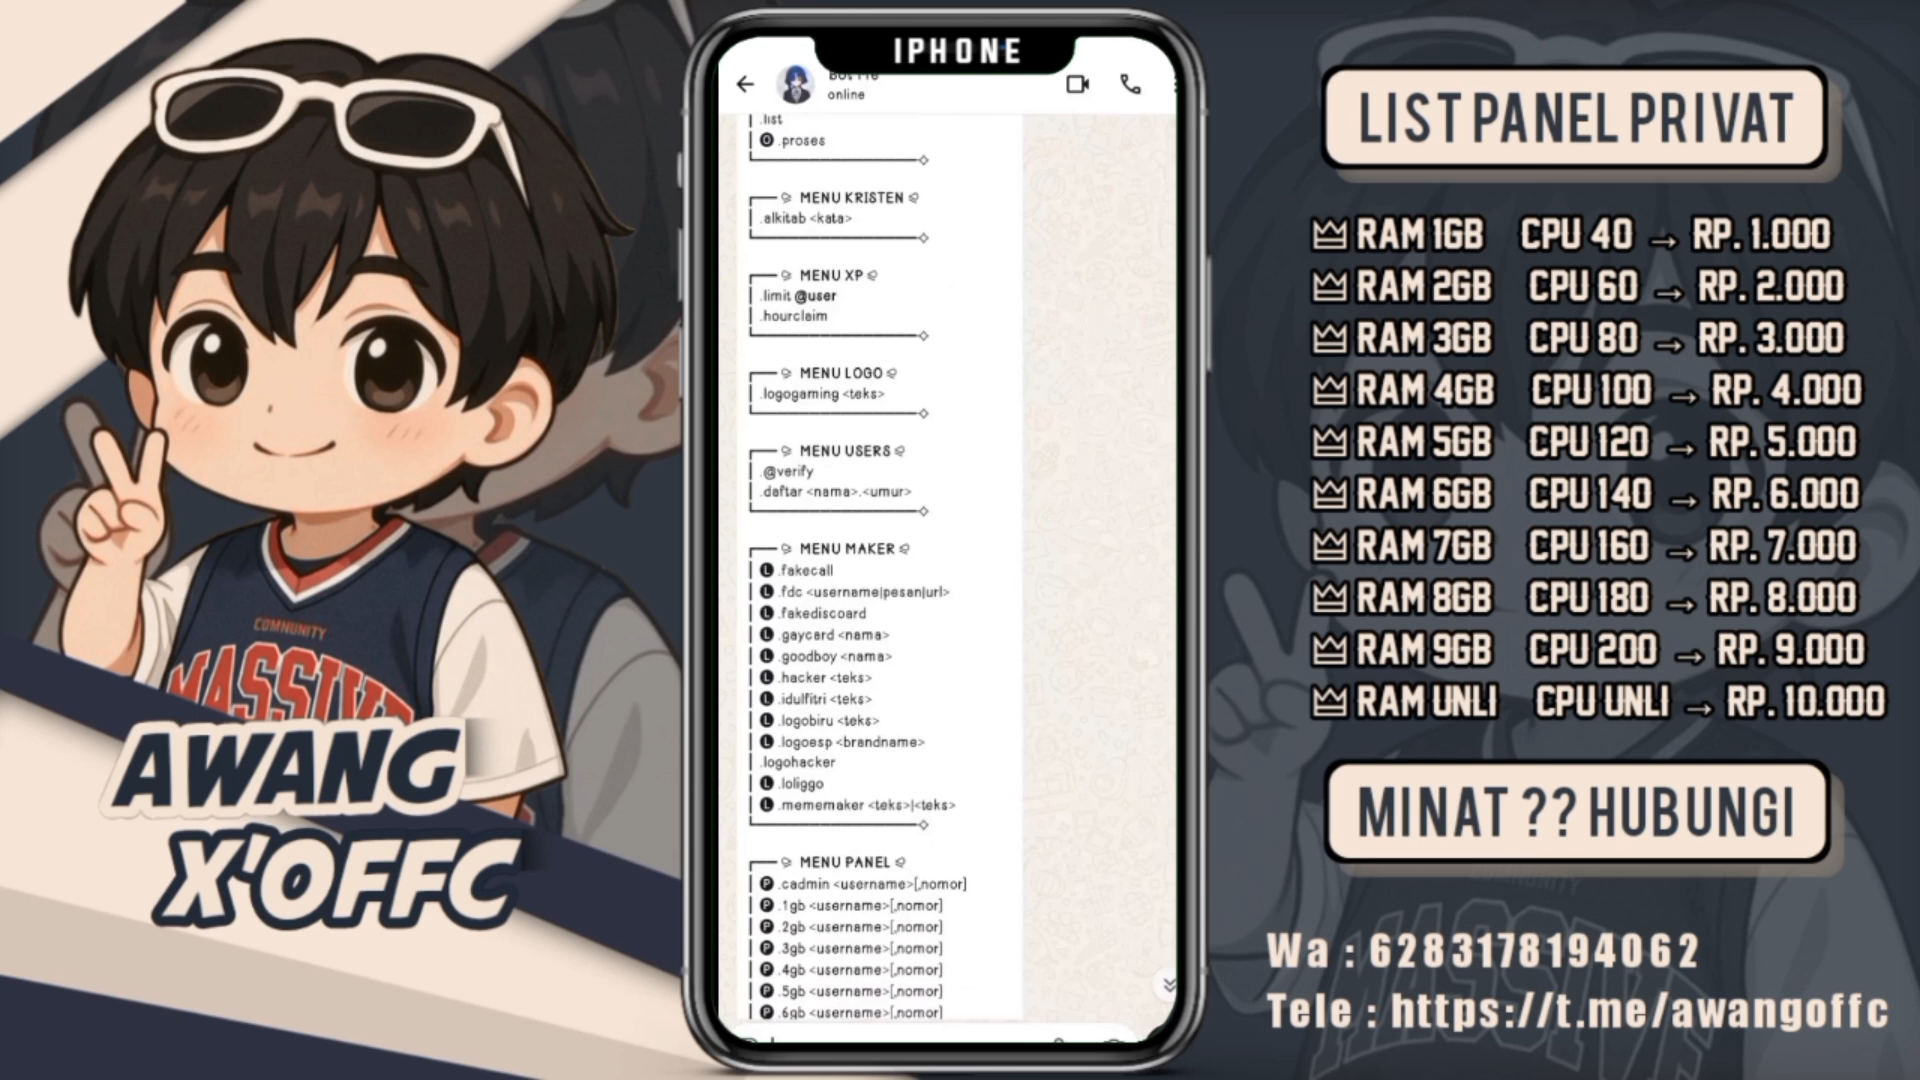 COMMUNITY
MASSIVE
AWANG
X'OFFC
IPHONE
online
.list
O .proses
MENU KRISTEN
.alkitab <kata>
MENU XP
.limit @user
.hourclaim
MENU LOGO
.logogaming <teks>
MENU USERS
.@verify
.daftar <nama>.<umur>
MENU MAKER
L .fakecall
L .fdc <username|pesan|url>
L .fakediscoard
L .gaycard <nama>
L .goodboy <nama>
L .hacker <teks>
L .idulfitri <teks>
L .logobiru <teks>
L .logoesp <brandname>
.logohacker
L .loliggo
L .mememaker <teks>|<teks>
MENU PANEL
P .cadmin <username>[,nomor]
P .1gb <username>[,nomor]
P .2gb <username>[,nomor]
P .3gb <username>[,nomor]
P .4gb <username>[,nomor]
P .5gb <username>[,nomor]
P .6gb <username>[,nomor]
LIST PANEL PRIVAT
RAM 1GB CPU 40 → RP. 1.000
RAM 2GB CPU 60 → RP. 2.000
RAM 3GB CPU 80 → RP. 3.000
RAM 4GB CPU 100 → RP. 4.000
RAM 5GB CPU 120 → RP. 5.000
RAM 6GB CPU 140 → RP. 6.000
RAM 7GB CPU 160 → RP. 7.000
RAM 8GB CPU 180 → RP. 8.000
RAM 9GB CPU 200 → RP. 9.000
RAM UNLI CPU UNLI → RP. 10.000
MINAT ?? HUBUNGI
Wa : 6283178194062
Tele : https://t.me/awangoffc